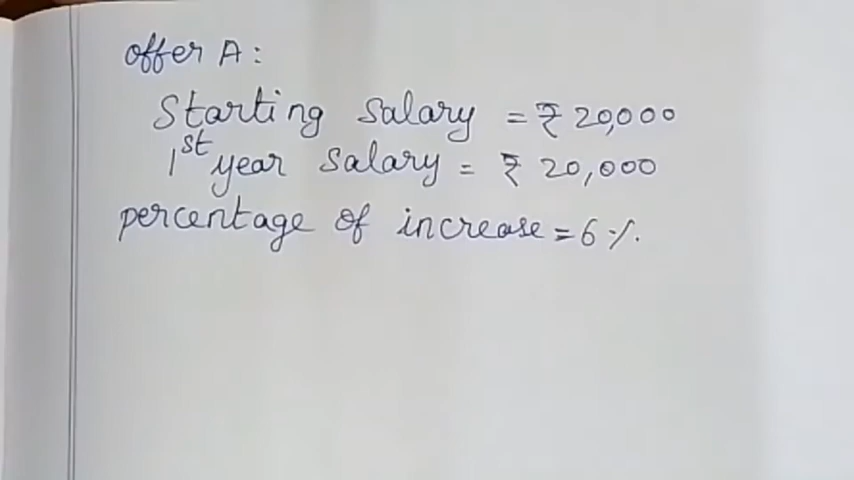 offer A:
Starting salary = ₹ 20,000
1st year salary = ₹ 20,000
percentage of increase = 6 %.